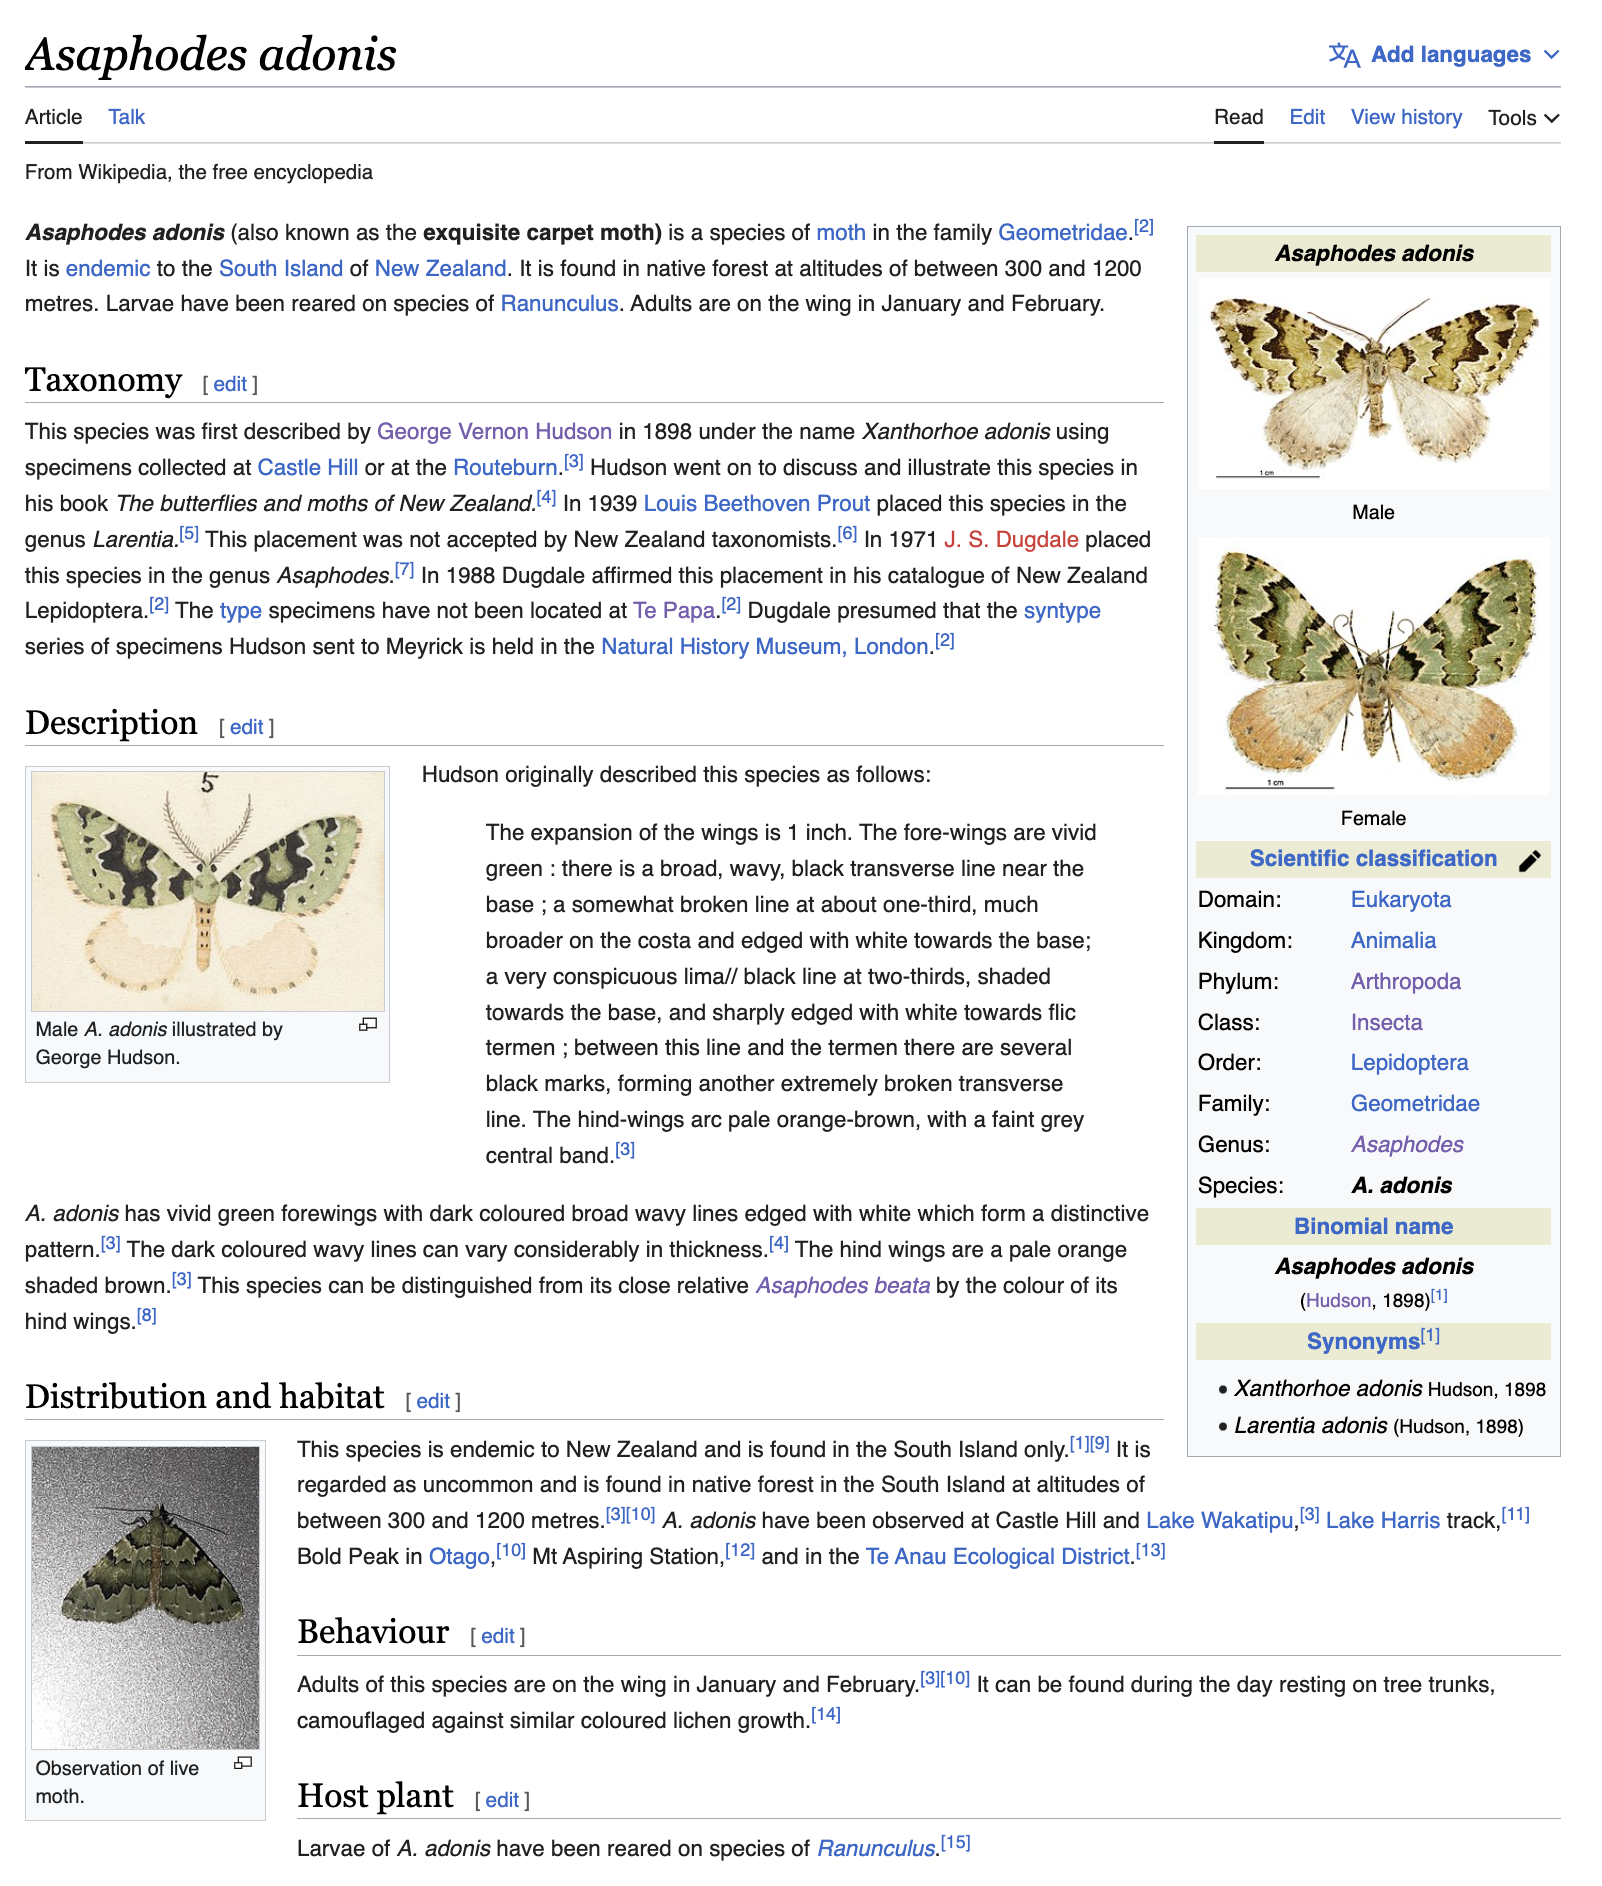 Asaphodes adonis
Add languages
Article Talk
Read Edit View history Tools
From Wikipedia, the free encyclopedia
Asaphodes adonis (also known as the exquisite carpet moth) is a species of moth in the family Geometridae.[2]
It is endemic to the South Island of New Zealand. It is found in native forest at altitudes of between 300 and 1200
metres. Larvae have been reared on species of Ranunculus. Adults are on the wing in January and February.
Taxonomy [ edit ]
This species was first described by George Vernon Hudson in 1898 under the name Xanthorhoe adonis using
specimens collected at Castle Hill or at the Routeburn.[3] Hudson went on to discuss and illustrate this species in
his book The butterflies and moths of New Zealand.[4] In 1939 Louis Beethoven Prout placed this species in the
genus Larentia.[5] This placement was not accepted by New Zealand taxonomists.[6] In 1971 J. S. Dugdale placed
this species in the genus Asaphodes.[7] In 1988 Dugdale affirmed this placement in his catalogue of New Zealand
Lepidoptera.[2] The type specimens have not been located at Te Papa.[2] Dugdale presumed that the syntype
series of specimens Hudson sent to Meyrick is held in the Natural History Museum, London.[2]
Description [ edit ]
5
Male A. adonis illustrated by
George Hudson.
Hudson originally described this species as follows:
The expansion of the wings is 1 inch. The fore-wings are vivid
green : there is a broad, wavy, black transverse line near the
base ; a somewhat broken line at about one-third, much
broader on the costa and edged with white towards the base;
a very conspicuous lima// black line at two-thirds, shaded
towards the base, and sharply edged with white towards flic
termen ; between this line and the termen there are several
black marks, forming another extremely broken transverse
line. The hind-wings arc pale orange-brown, with a faint grey
central band.[3]
A. adonis has vivid green forewings with dark coloured broad wavy lines edged with white which form a distinctive
pattern.[3] The dark coloured wavy lines can vary considerably in thickness.[4] The hind wings are a pale orange
shaded brown.[3] This species can be distinguished from its close relative Asaphodes beata by the colour of its
hind wings.[8]
Asaphodes adonis
1 cm
Male
1 cm
Female
Scientific classification
Domain: Eukaryota
Kingdom: Animalia
Phylum: Arthropoda
Class: Insecta
Order: Lepidoptera
Family: Geometridae
Genus: Asaphodes
Species: A. adonis
Binomial name
Asaphodes adonis
(Hudson, 1898)[1]
Synonyms[1]
• Xanthorhoe adonis Hudson, 1898
• Larentia adonis (Hudson, 1898)
Distribution and habitat [ edit ]
Observation of live
moth.
This species is endemic to New Zealand and is found in the South Island only.[1][9] It is
regarded as uncommon and is found in native forest in the South Island at altitudes of
between 300 and 1200 metres.[3][10] A. adonis have been observed at Castle Hill and Lake Wakatipu,[3] Lake Harris track,[11]
Bold Peak in Otago,[10] Mt Aspiring Station,[12] and in the Te Anau Ecological District.[13]
Behaviour [ edit ]
Adults of this species are on the wing in January and February.[3][10] It can be found during the day resting on tree trunks,
camouflaged against similar coloured lichen growth.[14]
Host plant [ edit ]
Larvae of A. adonis have been reared on species of Ranunculus.[15]